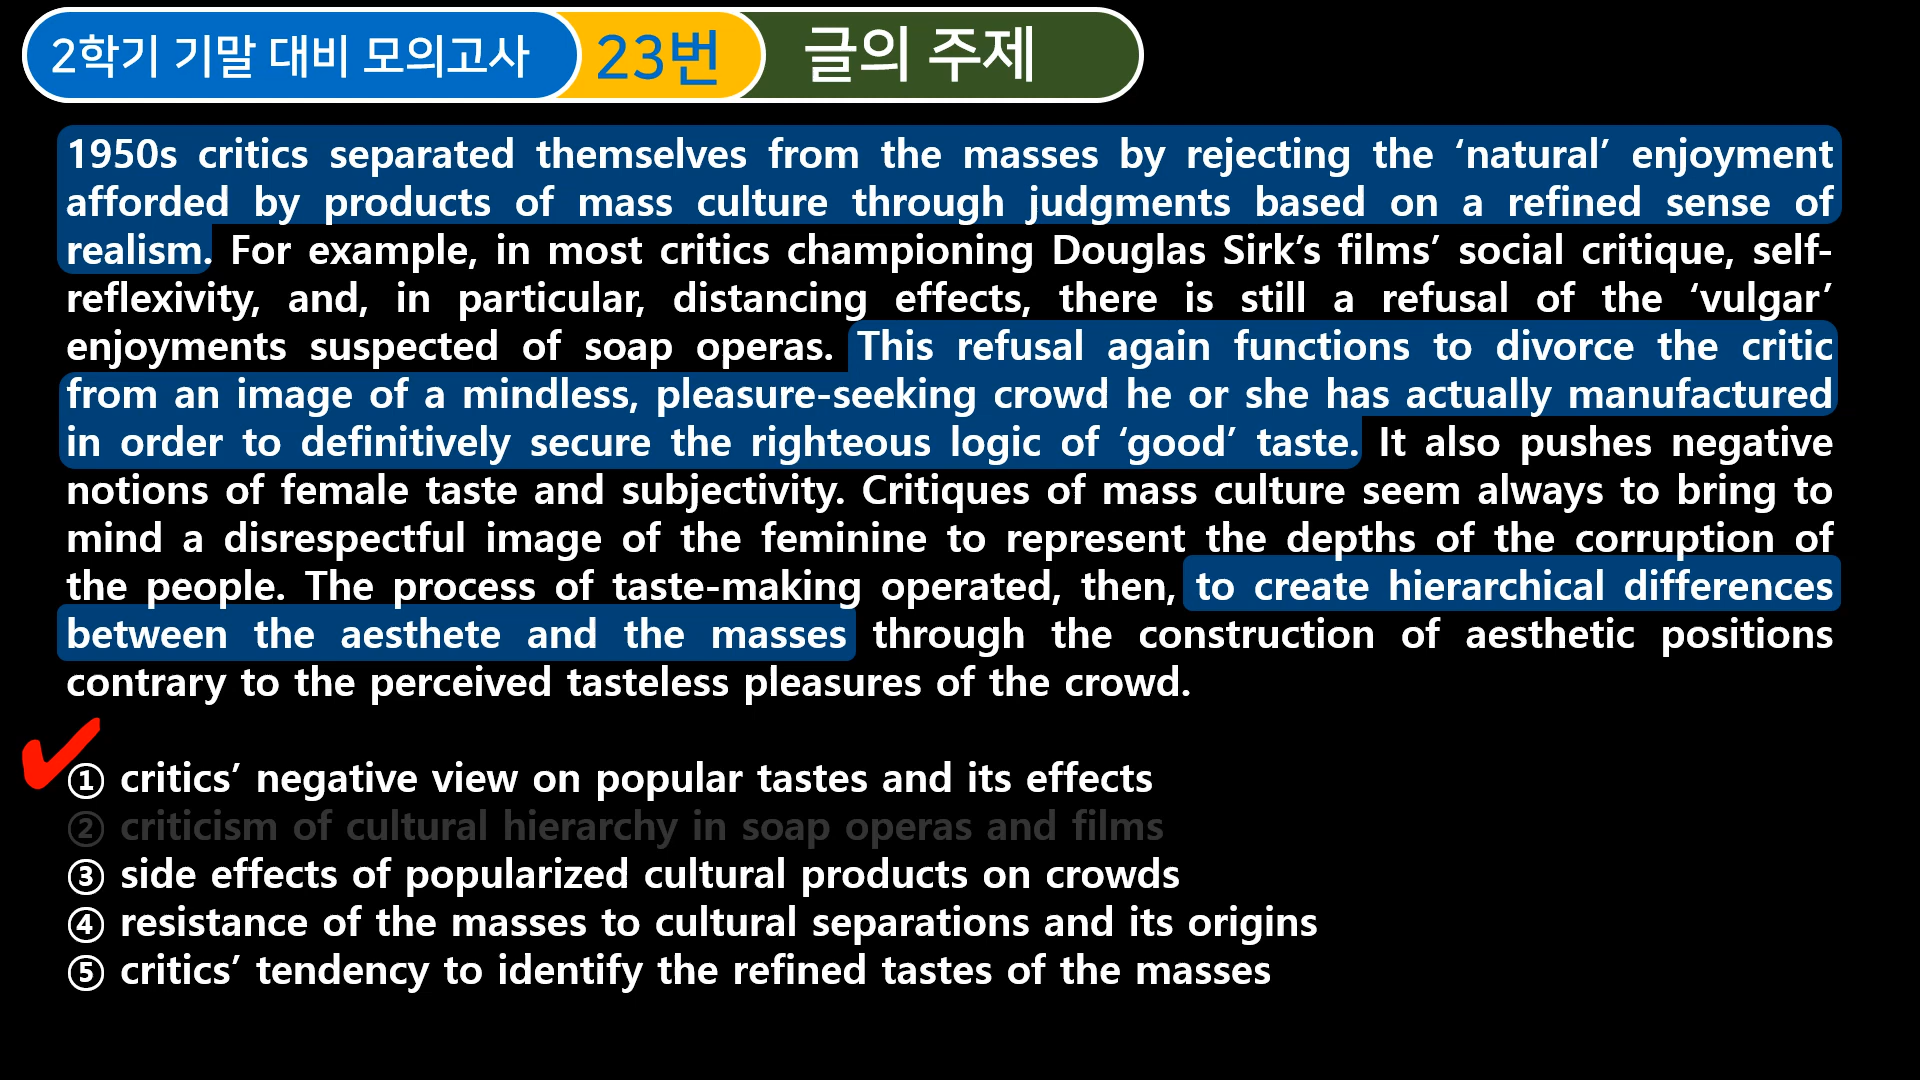 2학기 기말 대비 모의고사 23번 글의 주제
1950s critics separated themselves from the masses by rejecting the ‘natural’ enjoyment
afforded by products of mass culture through judgments based on a refined sense of
realism. For example, in most critics championing Douglas Sirk’s films’ social critique, self-
reflexivity, and, in particular, distancing effects, there is still a refusal of the ‘vulgar’
enjoyments suspected of soap operas. This refusal again functions to divorce the critic
from an image of a mindless, pleasure-seeking crowd he or she has actually manufactured
in order to definitively secure the righteous logic of ‘good’ taste. It also pushes negative
notions of female taste and subjectivity. Critiques of mass culture seem always to bring to
mind a disrespectful image of the feminine to represent the depths of the corruption of
the people. The process of taste-making operated, then, to create hierarchical differences
between the aesthete and the masses through the construction of aesthetic positions
contrary to the perceived tasteless pleasures of the crowd.
① critics’ negative view on popular tastes and its effects
② criticism of cultural hierarchy in soap operas and films
③ side effects of popularized cultural products on crowds
④ resistance of the masses to cultural separations and its origins
⑤ critics’ tendency to identify the refined tastes of the masses